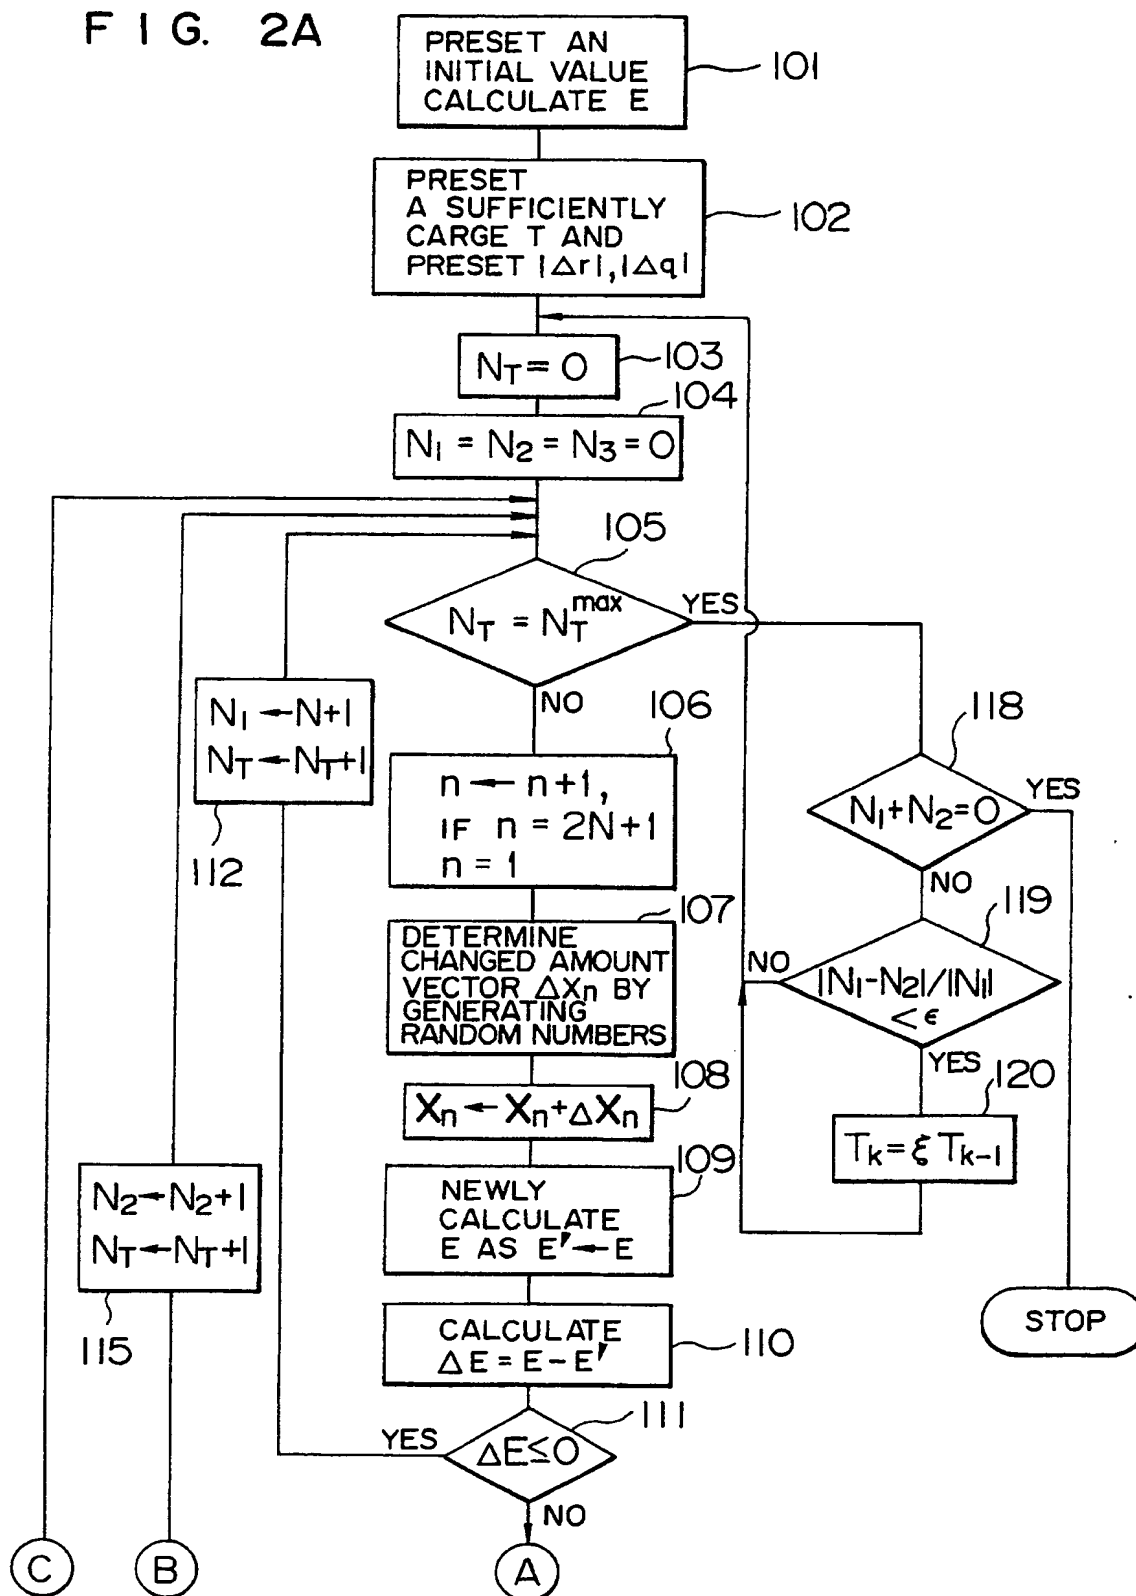 FIG. 2A
PRESET AN
INITIAL VALUE
CALCULATE E
101
PRESET
A SUFFICIENTLY
CARGE T AND
PRESET |Δr|,|Δq|
102
N_T = 0
103
104
N_1 = N_2 = N_3 = 0
105
N_T = N_T^max
YES
NO
N_1 ← N+1
N_T ← N_T+1
112
106
n ← n+1,
IF n = 2N+1
n = 1
118
N_1+N_2=0
YES
NO
107
DETERMINE
CHANGED AMOUNT
VECTOR ΔX_n BY
GENERATING
RANDOM NUMBERS
119
NO
|N_1-N_2|/|N_1|
< ε
YES
108
X_n ← X_n + ΔX_n
120
T_k = ξ T_k-1
N_2 ← N_2+1
N_T ← N_T+1
115
109
NEWLY
CALCULATE
E AS E' ← E
CALCULATE
ΔE = E - E'
110
STOP
111
YES
ΔE ≤ 0
NO
C
B
A